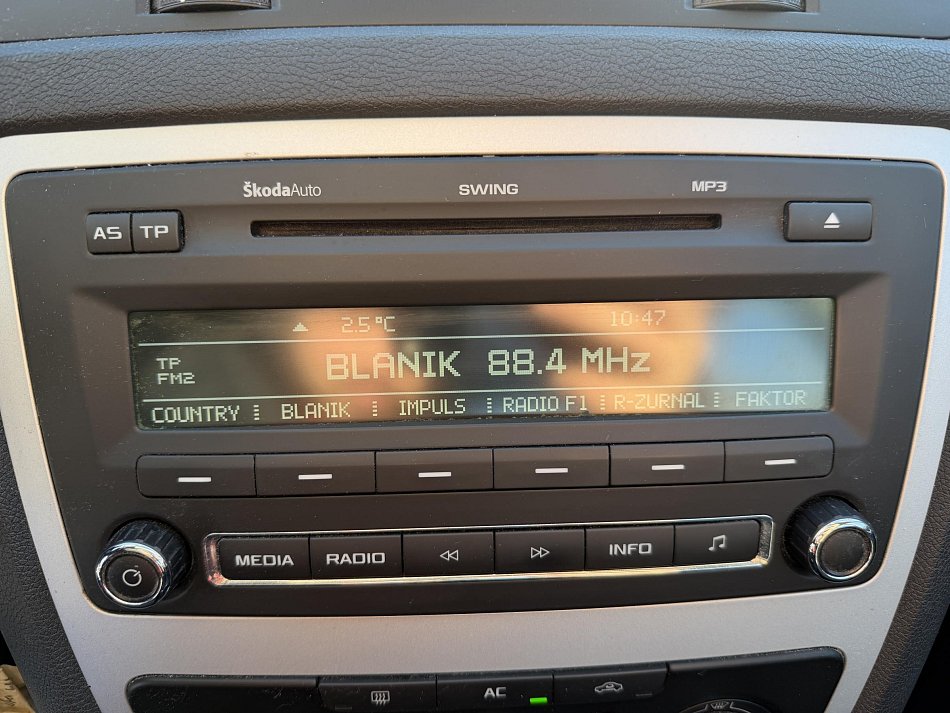 ŠkodaAuto SWING MP3
AS TP
2.5°C 10:47
TP
FM2
BLANIK 88.4 MHz
COUNTRY BLANIK IMPULS RADIO F1 R-ZURNAL FAKTOR
MEDIA RADIO INFO
AC